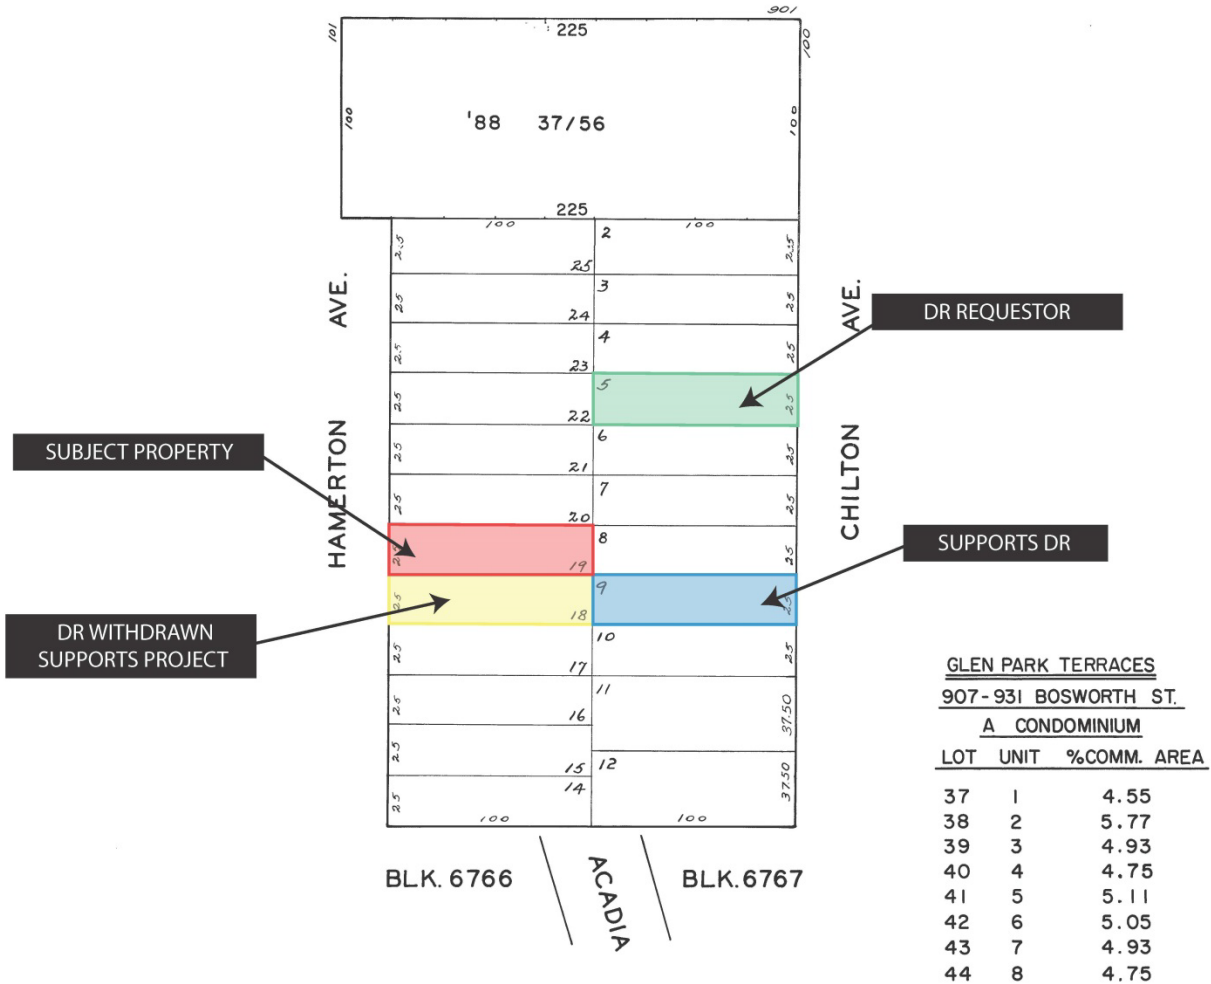 901
101
225
100
100
'88 37/56
100
225
100
100
2
25
25
3
25
24
25
AVE.
AVE.
DR REQUESTOR
4
25
23
25
5
25
22
25
SUBJECT PROPERTY
HAMERTON
CHILTON
6
25
21
25
7
25
20
25
8
25
19
25
SUPPORTS DR
9
25
18
25
DR WITHDRAWN
SUPPORTS PROJECT
10
25
17
25
11
25
16
37.50
25
15
12
14
25
37.50
100
100
BLK. 6766
ACADIA
BLK. 6767
GLEN PARK TERRACES
907-931 BOSWORTH ST.
A CONDOMINIUM
LOT UNIT %COMM. AREA
37 1 4.55
38 2 5.77
39 3 4.93
40 4 4.75
41 5 5.11
42 6 5.05
43 7 4.93
44 8 4.75